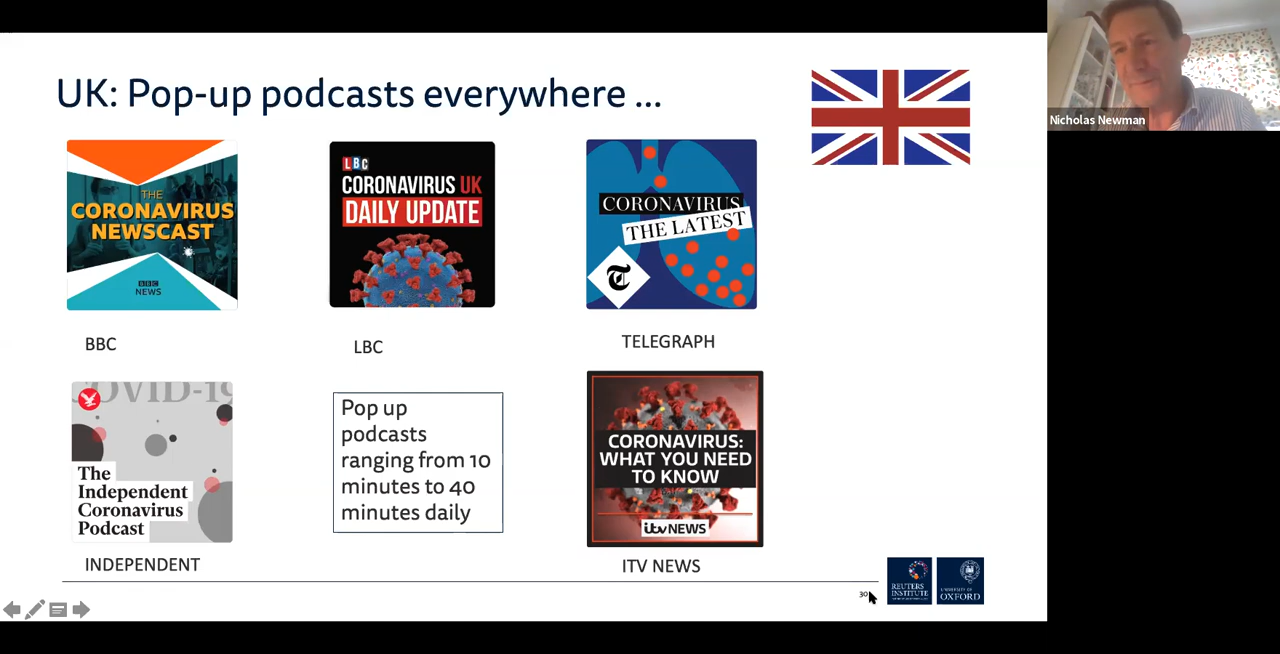 UK: Pop-up podcasts everywhere ...
Nicholas Newman
THE
CORONAVIRUS
NEWSCAST
BBC
NEWS
BBC
LBC
CORONAVIRUS UK
DAILY UPDATE
LBC
CORONAVIRUS
THE LATEST
T
TELEGRAPH
COVID-19
The
Independent
Coronavirus
Podcast
INDEPENDENT
Pop up
podcasts
ranging from 10
minutes to 40
minutes daily
CORONAVIRUS:
WHAT YOU NEED
TO KNOW
itv NEWS
ITV NEWS
30
REUTERS
INSTITUTE
UNIVERSITY OF
OXFORD